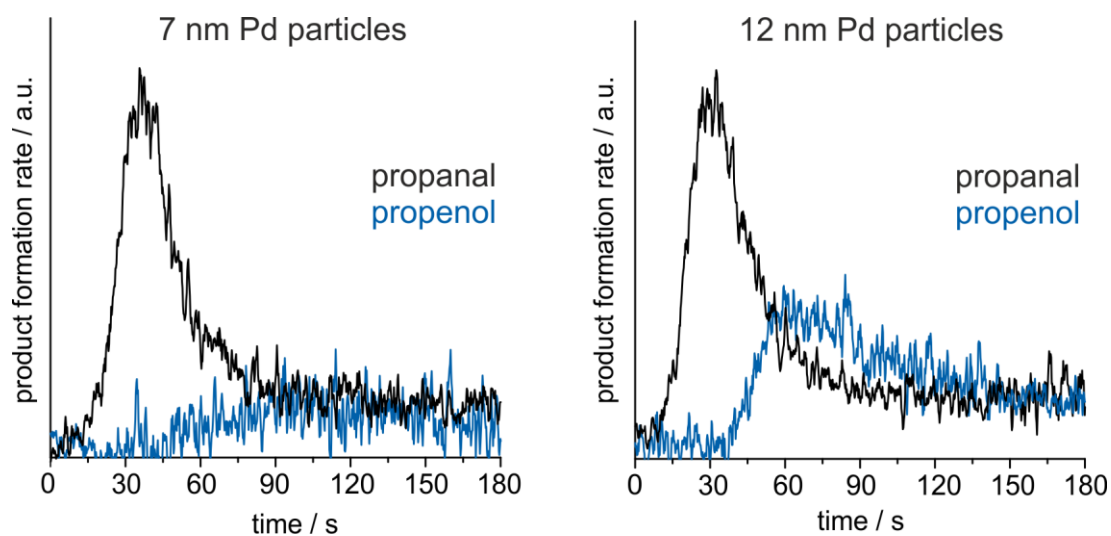 7 nm Pd particles
product formation rate / a.u.
propanal
propenol
0 30 60 90 120 150 180
time / s
12 nm Pd particles
product formation rate / a.u.
propanal
propenol
0 30 60 90 120 150 180
time / s